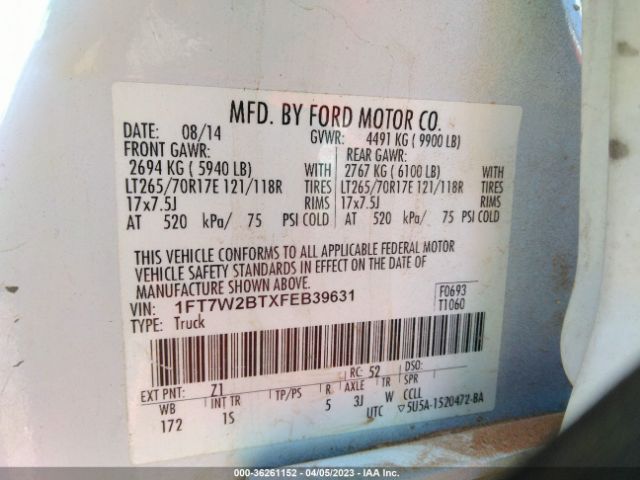 MFD. BY FORD MOTOR CO.
DATE: 08/14 GVWR: 4491 KG ( 9900 LB)
FRONT GAWR: REAR GAWR:
2694 KG ( 5940 LB) WITH 2767 KG ( 6100 LB) WITH
LT265/70R17E 121/118R TIRES LT265/70R17E 121/118R TIRES
17x7.5J RIMS 17x7.5J RIMS
AT 520 kPa/ 75 PSI COLD AT 520 kPa/ 75 PSI COLD
THIS VEHICLE CONFORMS TO ALL APPLICABLE FEDERAL MOTOR
VEHICLE SAFETY STANDARDS IN EFFECT ON THE DATE OF
MANUFACTURE SHOWN ABOVE.
VIN: 1FT7W2BTXFEB39631 F0693
TYPE: Truck T1060
RC: 52 DSO:
EXT PNT: Z1
WB INT TR TP/PS R AXLE TR SPR
172 1S 5 3J W CCLL
UTC ▽5U5A-1520472-BA
000-36261152 - 04/05/2023 - IAA Inc.